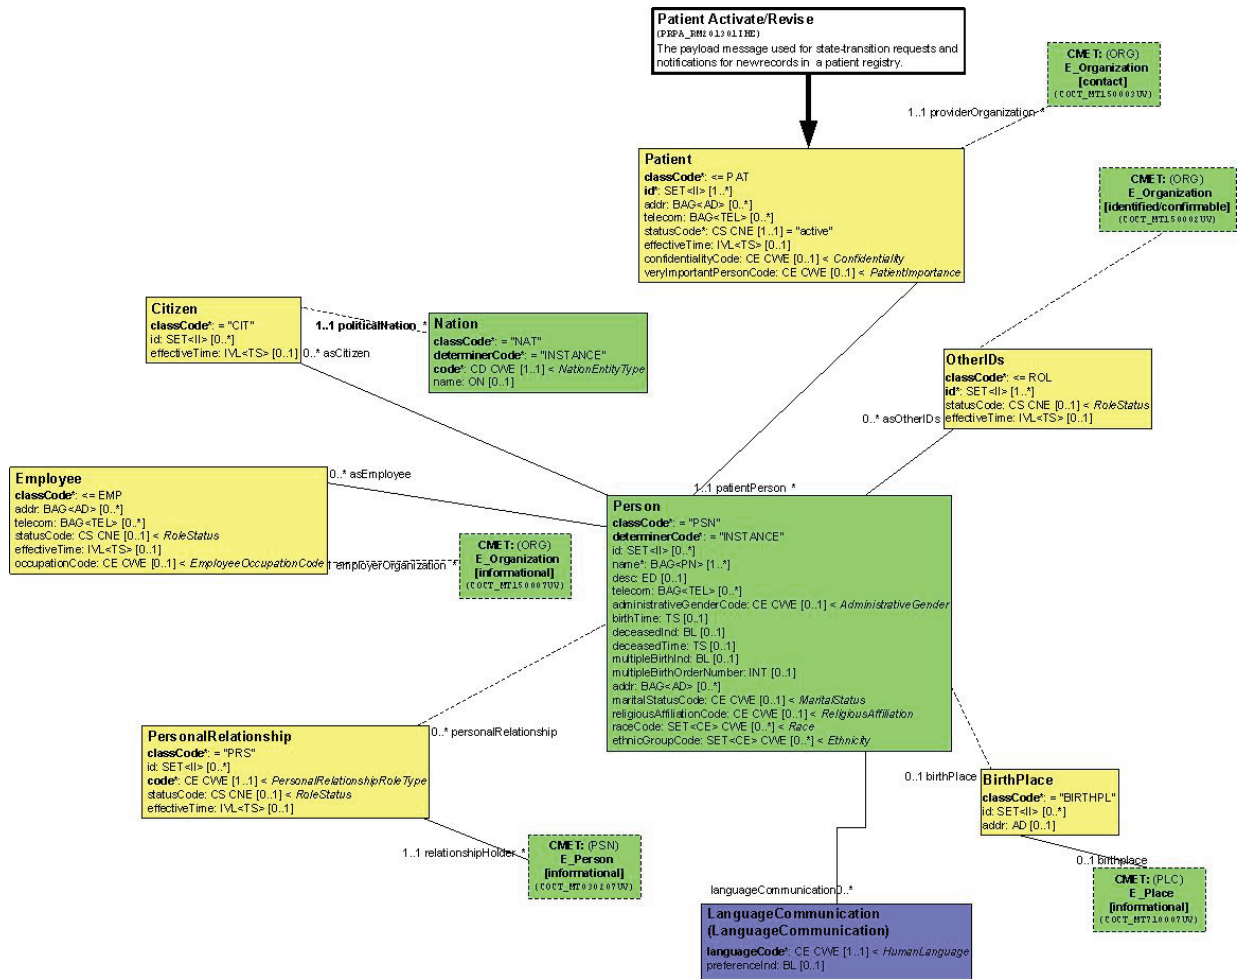 Patient Activate/Revise
(PRPA_RM201301IHE)
The payload message used for state-transition requests and
notifications for newrecords in a patient registry.
CMET: (ORG)
E_Organization
[contact]
(COCT_MT150003UV)
1..1 providerOrganization *
Patient
classCode*: <= PAT
id*: SET<II> [1..*]
addr: BAG<AD> [0..*]
telecom: BAG<TEL> [0..*]
statusCode*: CS CNE [1..1] = "active"
effectiveTime: IVL<TS> [0..1]
confidentialityCode: CE CWE [0..1] < Confidentiality
veryImportantPersonCode: CE CWE [0..1] < PatientImportance
CMET: (ORG)
E_Organization
[identified/confirmable]
(COCT_MT150002UV)
Citizen
classCode*: = "CIT"
id: SET<II> [0..*]
effectiveTime: IVL<TS> [0..1]
1..1 politicalNation *
0..* asCitizen
Nation
classCode*: = "NAT"
determinerCode*: = "INSTANCE"
code*: CD CWE [1..1] < NationEntityType
name: ON [0..1]
OtherIDs
classCode*: <= ROL
id*: SET<II> [1..*]
statusCode: CS CNE [0..1] < RoleStatus
effectiveTime: IVL<TS> [0..1]
0..* asOtherIDs
Employee
classCode*: <= EMP
addr: BAG<AD> [0..*]
telecom: BAG<TEL> [0..*]
statusCode: CS CNE [0..1] < RoleStatus
effectiveTime: IVL<TS> [0..1]
occupationCode: CE CWE [0..1] < EmployeeOccupationCode
0..* asEmployee
1 employerOrganization *
CMET: (ORG)
E_Organization
[informational]
(COCT_MT150007UV)
1..1 patientPerson *
Person
classCode*: = "PSN"
determinerCode*: = "INSTANCE"
id: SET<II> [0..*]
name*: BAG<PN> [1..*]
desc: ED [0..1]
telecom: BAG<TEL> [0..*]
administrativeGenderCode: CE CWE [0..1] < AdministrativeGender
birthTime: TS [0..1]
deceasedInd: BL [0..1]
deceasedTime: TS [0..1]
multipleBirthInd: BL [0..1]
multipleBirthOrderNumber: INT [0..1]
addr: BAG<AD> [0..*]
maritalStatusCode: CE CWE [0..1] < MaritalStatus
religiousAffiliationCode: CE CWE [0..1] < ReligiousAffiliation
raceCode: SET<CE> CWE [0..*] < Race
ethnicGroupCode: SET<CE> CWE [0..*] < Ethnicity
PersonalRelationship
classCode*: = "PRS"
id: SET<II> [0..*]
code*: CE CWE [1..1] < PersonalRelationshipRoleType
statusCode: CS CNE [0..1] < RoleStatus
effectiveTime: IVL<TS> [0..1]
0..* personalRelationship
1..1 relationshipHolder *
CMET: (PSN)
E_Person
[informational]
(COCT_MT030207UV)
0..1 birthPlace
BirthPlace
classCode*: = "BIRTHPL"
id: SET<II> [0..*]
addr: AD [0..1]
0..1 birthplace
CMET: (PLC)
E_Place
[informational]
(COCT_MT710007UV)
languageCommunication0..*
LanguageCommunication
(LanguageCommunication)
languageCode*: CE CWE [1..1] < HumanLanguage
preferenceInd: BL [0..1]